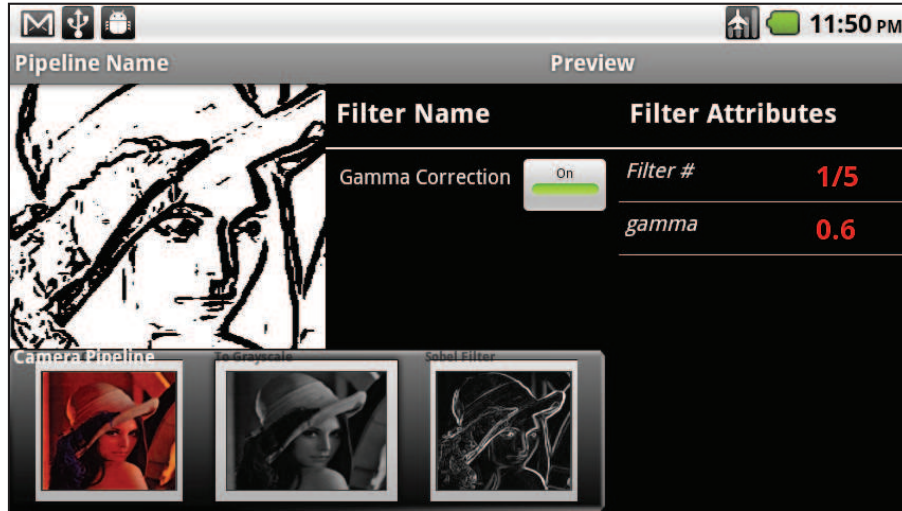 11:50 PM
Pipeline Name
Preview
Filter Name
Filter Attributes
Gamma Correction
On
Filter #
1/5
gamma
0.6
Camera Pipeline
To Grayscale
Sobel Filter